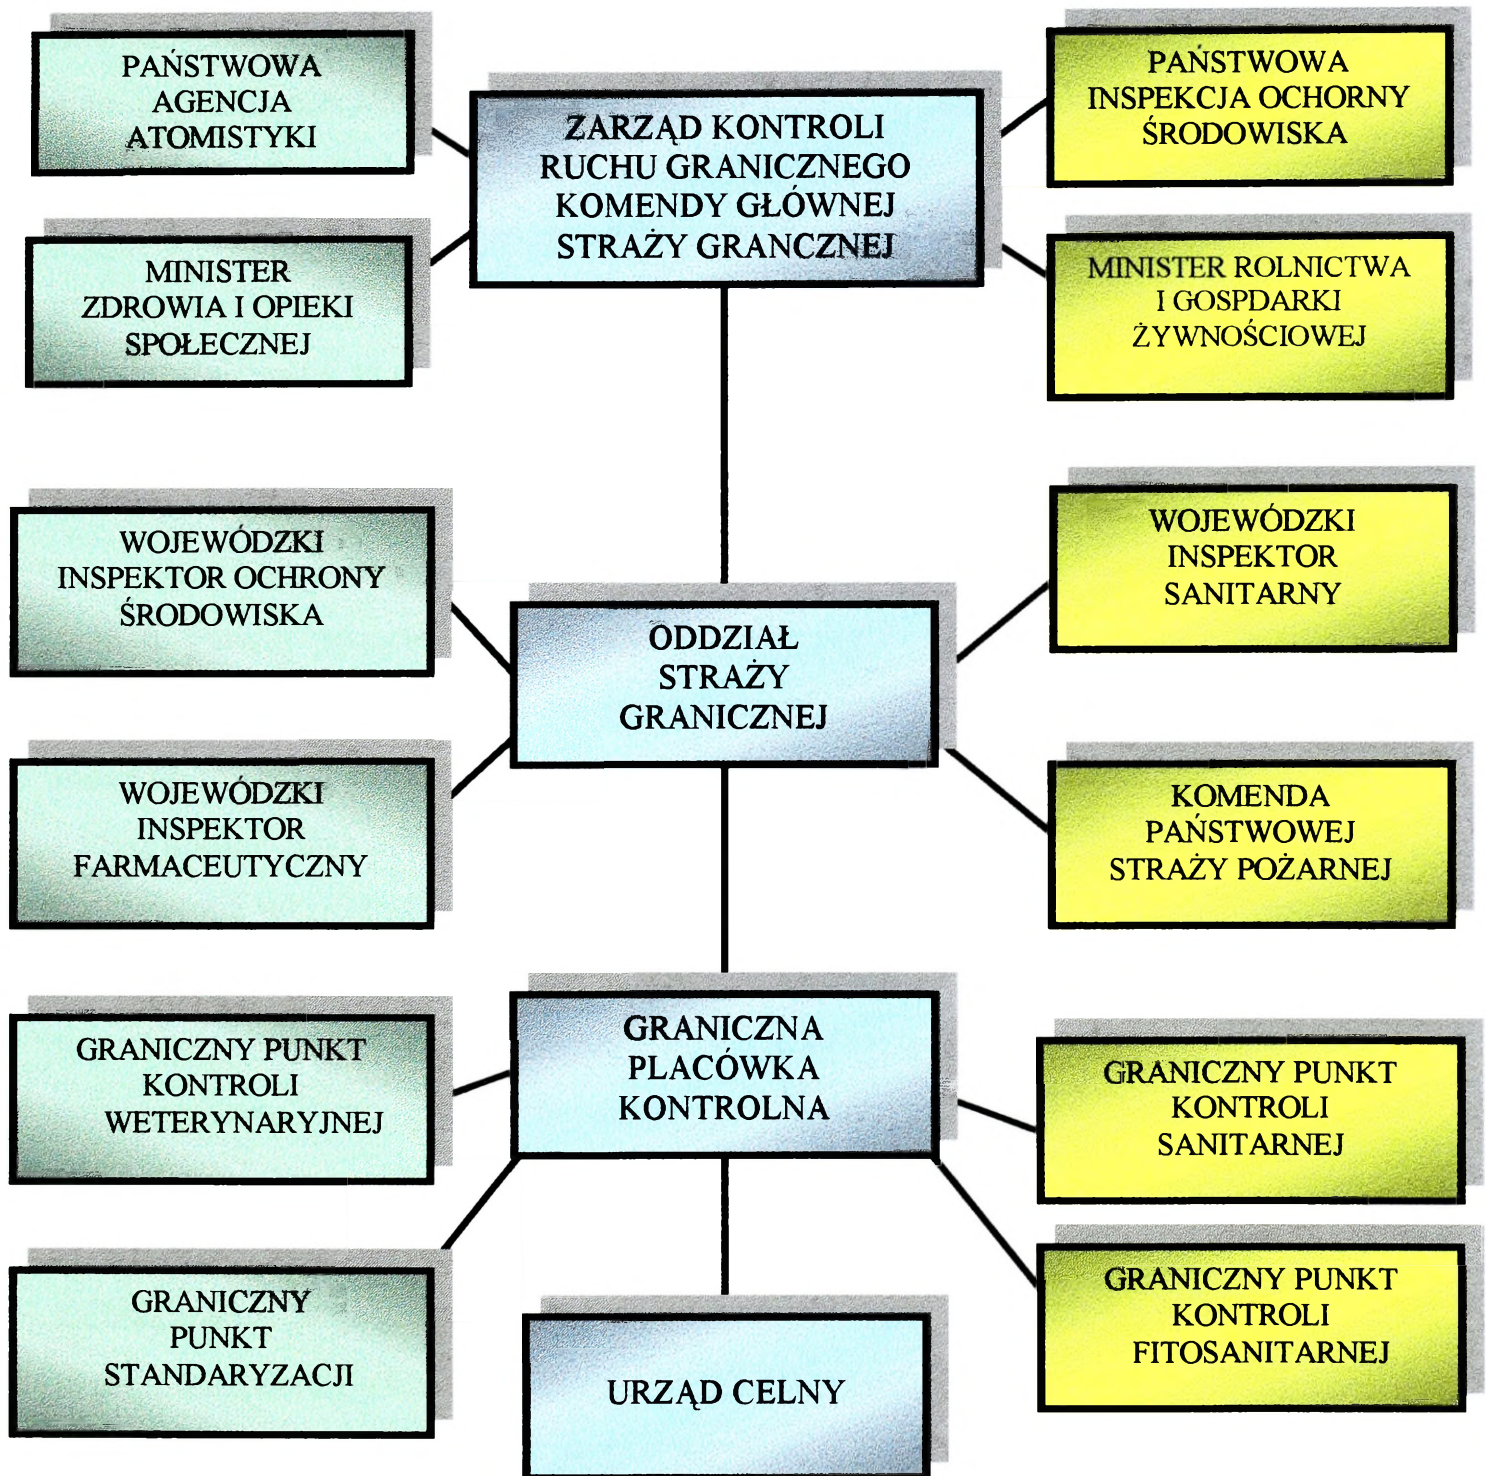 PAŃSTWOWA
AGENCJA
ATOMISTYKI
ZARZĄD KONTROLI
RUCHU GRANICZNEGO
KOMENDY GŁÓWNEJ
STRAŻY GRANCZNEJ
PAŃSTWOWA
INSPEKCJA OCHORNY
ŚRODOWISKA
MINISTER
ZDROWIA I OPIEKI
SPOŁECZNEJ
MINISTER ROLNICTWA
I GOSPDARKI
ŻYWNOŚCIOWEJ
WOJEWÓDZKI
INSPEKTOR OCHRONY
ŚRODOWISKA
ODDZIAŁ
STRAŻY
GRANICZNEJ
WOJEWÓDZKI
INSPEKTOR
SANITARNY
WOJEWÓDZKI
INSPEKTOR
FARMACEUTYCZNY
KOMENDA
PAŃSTWOWEJ
STRAŻY POŻARNEJ
GRANICZNY PUNKT
KONTROLI
WETERYNARYJNEJ
GRANICZNA
PLACÓWKA
KONTROLNA
GRANICZNY PUNKT
KONTROLI
SANITARNEJ
GRANICZNY
PUNKT
STANDARYZACJI
URZĄD CELNY
GRANICZNY PUNKT
KONTROLI
FITOSANITARNEJ